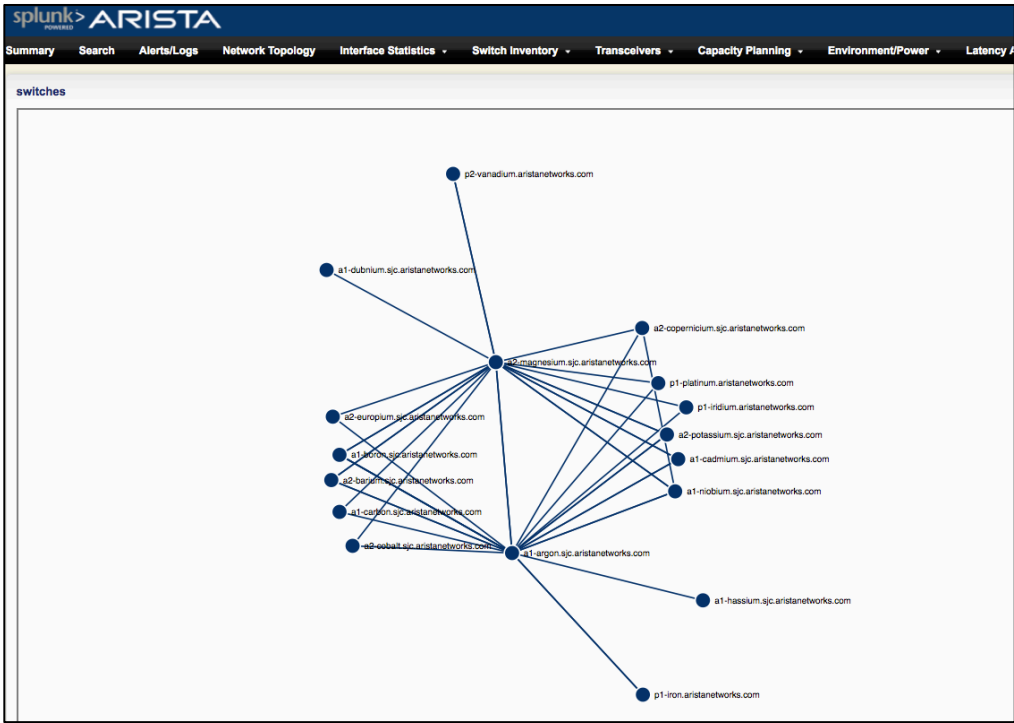 splunk> ARISTA
POWERED
Summary Search Alerts/Logs Network Topology Interface Statistics Switch Inventory Transceivers Capacity Planning Environment/Power Latency A
switches
p2-vanadium.aristanetworks.com
a1-dubnium.sjc.aristanetworks.com
a2-copernicium.sjc.aristanetworks.com
a2-magnesium.sjc.aristanetworks.com
p1-platinum.aristanetworks.com
p1-iridium.aristanetworks.com
a2-europium.sjc.aristanetworks.com
a2-potassium.sjc.aristanetworks.com
a1-boron.sjc.aristanetworks.com
a1-cadmium.sjc.aristanetworks.com
a2-barium.sjc.aristanetworks.com
a1-niobium.sjc.aristanetworks.com
a1-carbon.sjc.aristanetworks.com
a2-cobalt.sjc.aristanetworks.com
a1-argon.sjc.aristanetworks.com
a1-hassium.sjc.aristanetworks.com
p1-iron.aristanetworks.com